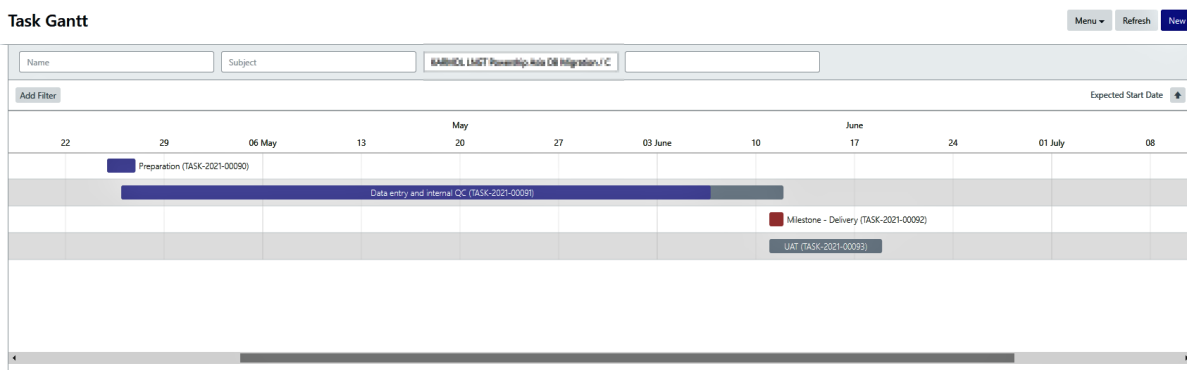 Task Gantt
Menu Refresh New
Name Subject
Add Filter Expected Start Date
May June
22 29 06 May 13 20 27 03 June 10 17 24 01 July 08
Preparation (TASK-2021-00090)
Data entry and internal QC (TASK-2021-00091)
Milestone - Delivery (TASK-2021-00092)
UAT (TASK-2021-00093)